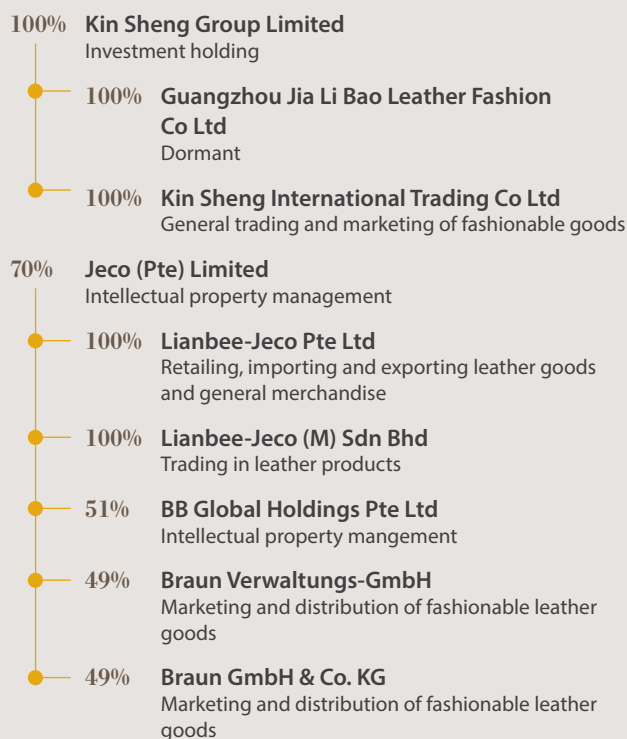 100% Kin Sheng Group Limited
Investment holding
100% Guangzhou Jia Li Bao Leather Fashion
Co Ltd
Dormant
100% Kin Sheng International Trading Co Ltd
General trading and marketing of fashionable goods
70% Jeco (Pte) Limited
Intellectual property management
100% Lianbee-Jeco Pte Ltd
Retailing, importing and exporting leather goods
and general merchandise
100% Lianbee-Jeco (M) Sdn Bhd
Trading in leather products
51% BB Global Holdings Pte Ltd
Intellectual property mangement
49% Braun Verwaltungs-GmbH
Marketing and distribution of fashionable leather
goods
49% Braun GmbH & Co. KG
Marketing and distribution of fashionable leather
goods